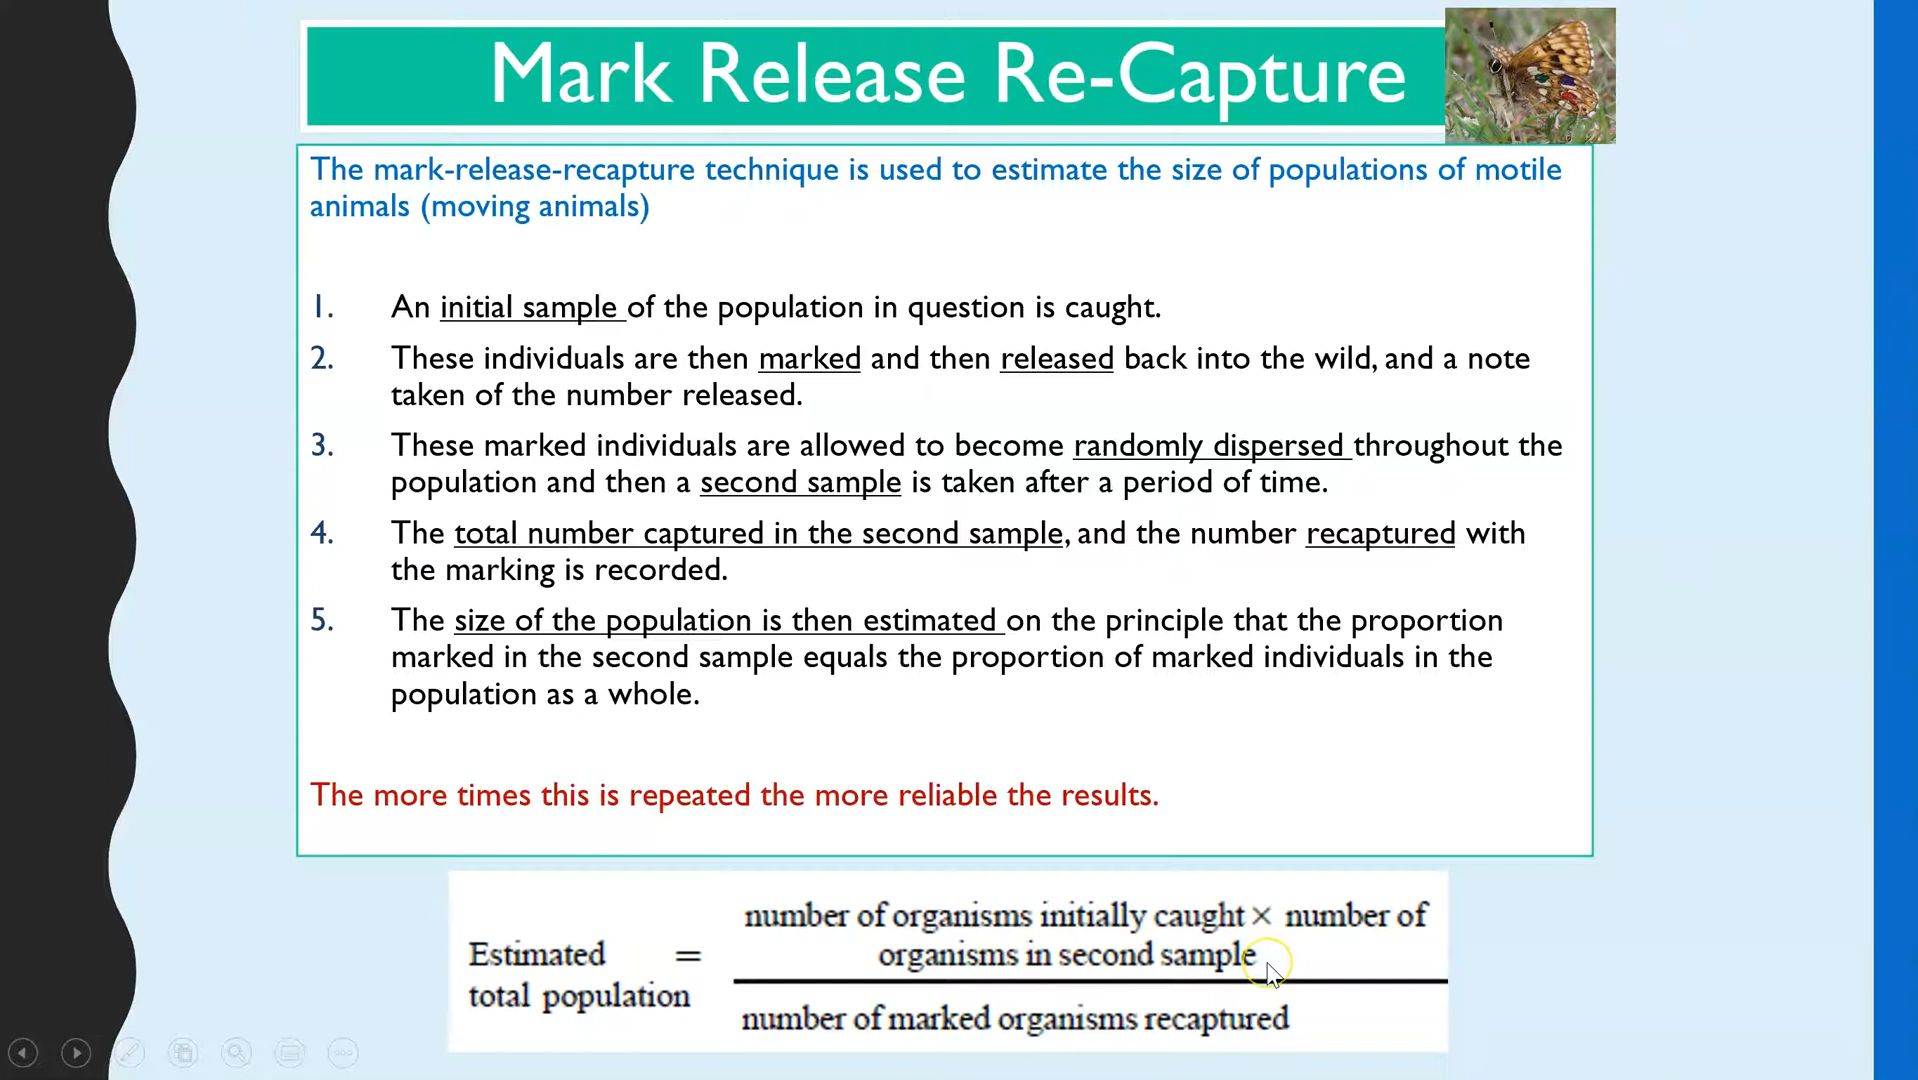 Mark Release Re-Capture
The mark-release-recapture technique is used to estimate the size of populations of motile
animals (moving animals)
1. An initial sample of the population in question is caught.
2. These individuals are then marked and then released back into the wild, and a note
taken of the number released.
3. These marked individuals are allowed to become randomly dispersed throughout the
population and then a second sample is taken after a period of time.
4. The total number captured in the second sample, and the number recaptured with
the marking is recorded.
5. The size of the population is then estimated on the principle that the proportion
marked in the second sample equals the proportion of marked individuals in the
population as a whole.
The more times this is repeated the more reliable the results.
Estimated
total population
=
number of organisms initially caught × number of
organisms in second sample
number of marked organisms recaptured